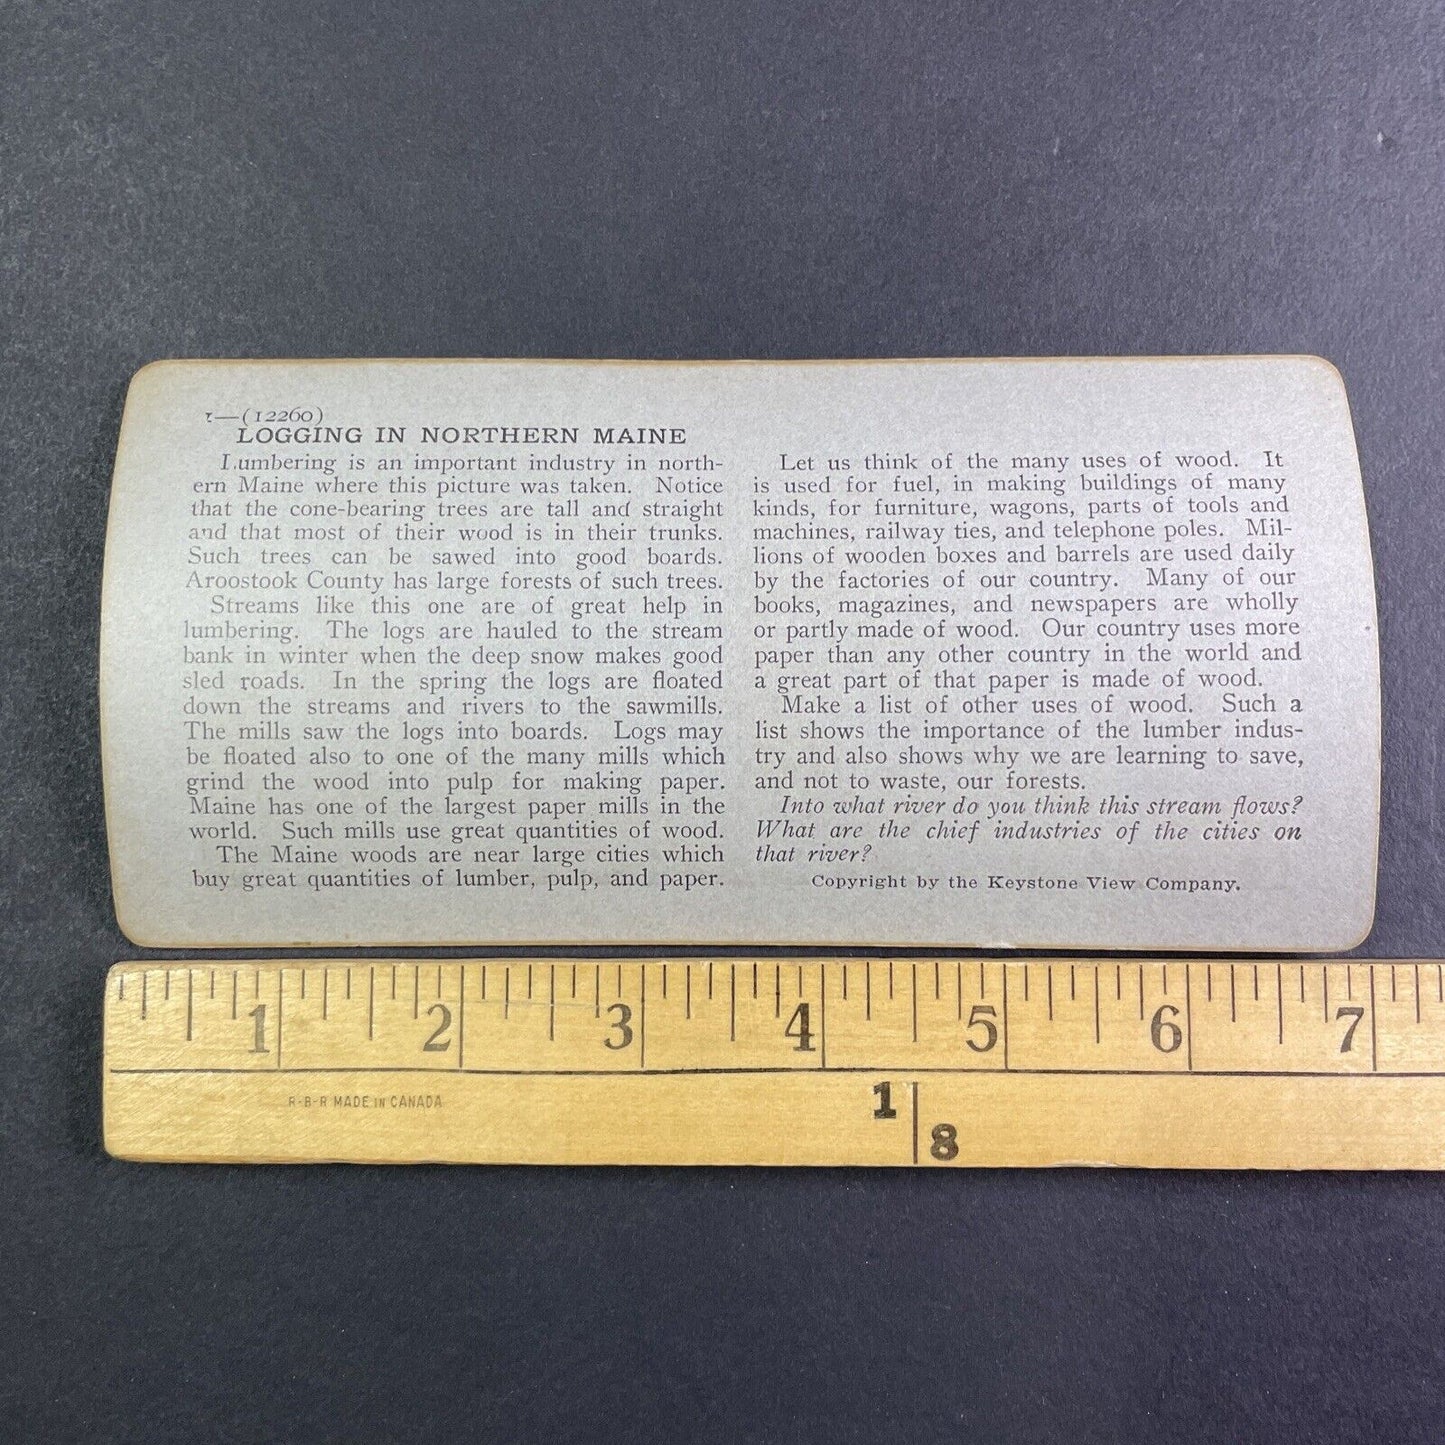 1—(12260)
LOGGING IN NORTHERN MAINE
Lumbering is an important industry in north-
ern Maine where this picture was taken. Notice
that the cone-bearing trees are tall and straight
and that most of their wood is in their trunks.
Such trees can be sawed into good boards.
Aroostook County has large forests of such trees.
Streams like this one are of great help in
lumbering. The logs are hauled to the stream
bank in winter when the deep snow makes good
sled roads. In the spring the logs are floated
down the streams and rivers to the sawmills.
The mills saw the logs into boards. Logs may
be floated also to one of the many mills which
grind the wood into pulp for making paper.
Maine has one of the largest paper mills in the
world. Such mills use great quantities of wood.
The Maine woods are near large cities which
buy great quantities of lumber, pulp, and paper.
Let us think of the many uses of wood. It
is used for fuel, in making buildings of many
kinds, for furniture, wagons, parts of tools and
machines, railway ties, and telephone poles. Mil-
lions of wooden boxes and barrels are used daily
by the factories of our country. Many of our
books, magazines, and newspapers are wholly
or partly made of wood. Our country uses more
paper than any other country in the world and
a great part of that paper is made of wood.
Make a list of other uses of wood. Such a
list shows the importance of the lumber indus-
try and also shows why we are learning to save,
and not to waste, our forests.
Into what river do you think this stream flows?
What are the chief industries of the cities on
that river?
Copyright by the Keystone View Company.
1 2 3 4 5 6 7
R-B-R MADE IN CANADA
1
8